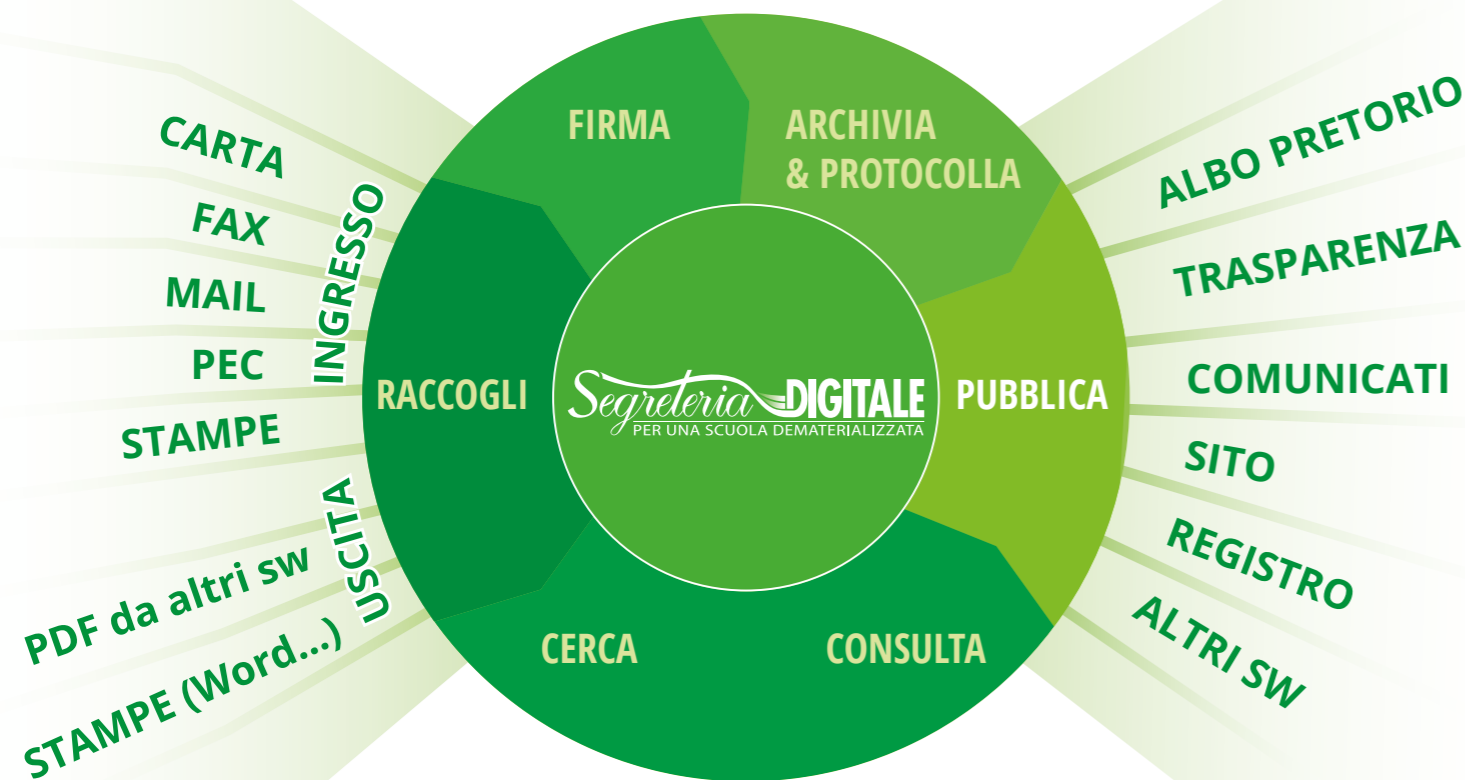 CARTA
FAX
MAIL
PEC
STAMPE
INGRESSO
PDF da altri sw
STAMPE (Word...)
USCITA
RACCOGLI
FIRMA
ARCHIVIA
& PROTOCOLLA
PUBBLICA
CERCA
CONSULTA
Segreteria DIGITALE
PER UNA SCUOLA DEMATERIALIZZATA
ALBO PRETORIO
TRASPARENZA
COMUNICATI
SITO
REGISTRO
ALTRI SW